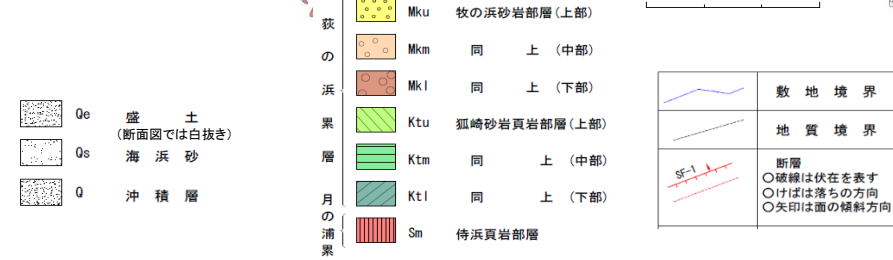 荻の浜累層
Mku 牧の浜砂岩部層(上部)
Mkm 同 上 (中部)
Mkl 同 上 (下部)
Ktu 狐崎砂岩頁岩部層(上部)
Ktm 同 上 (中部)
Ktl 同 上 (下部)
月の浦累
Sm 侍浜頁岩部層
Qe 盛 土
(断面図では白抜き)
Qs 海 浜 砂
Q 沖 積 層
敷 地 境 界
地 質 境 界
SF-1
断層
○破線は伏在を表す
○けばは落ちの方向
○矢印は面の傾斜方向